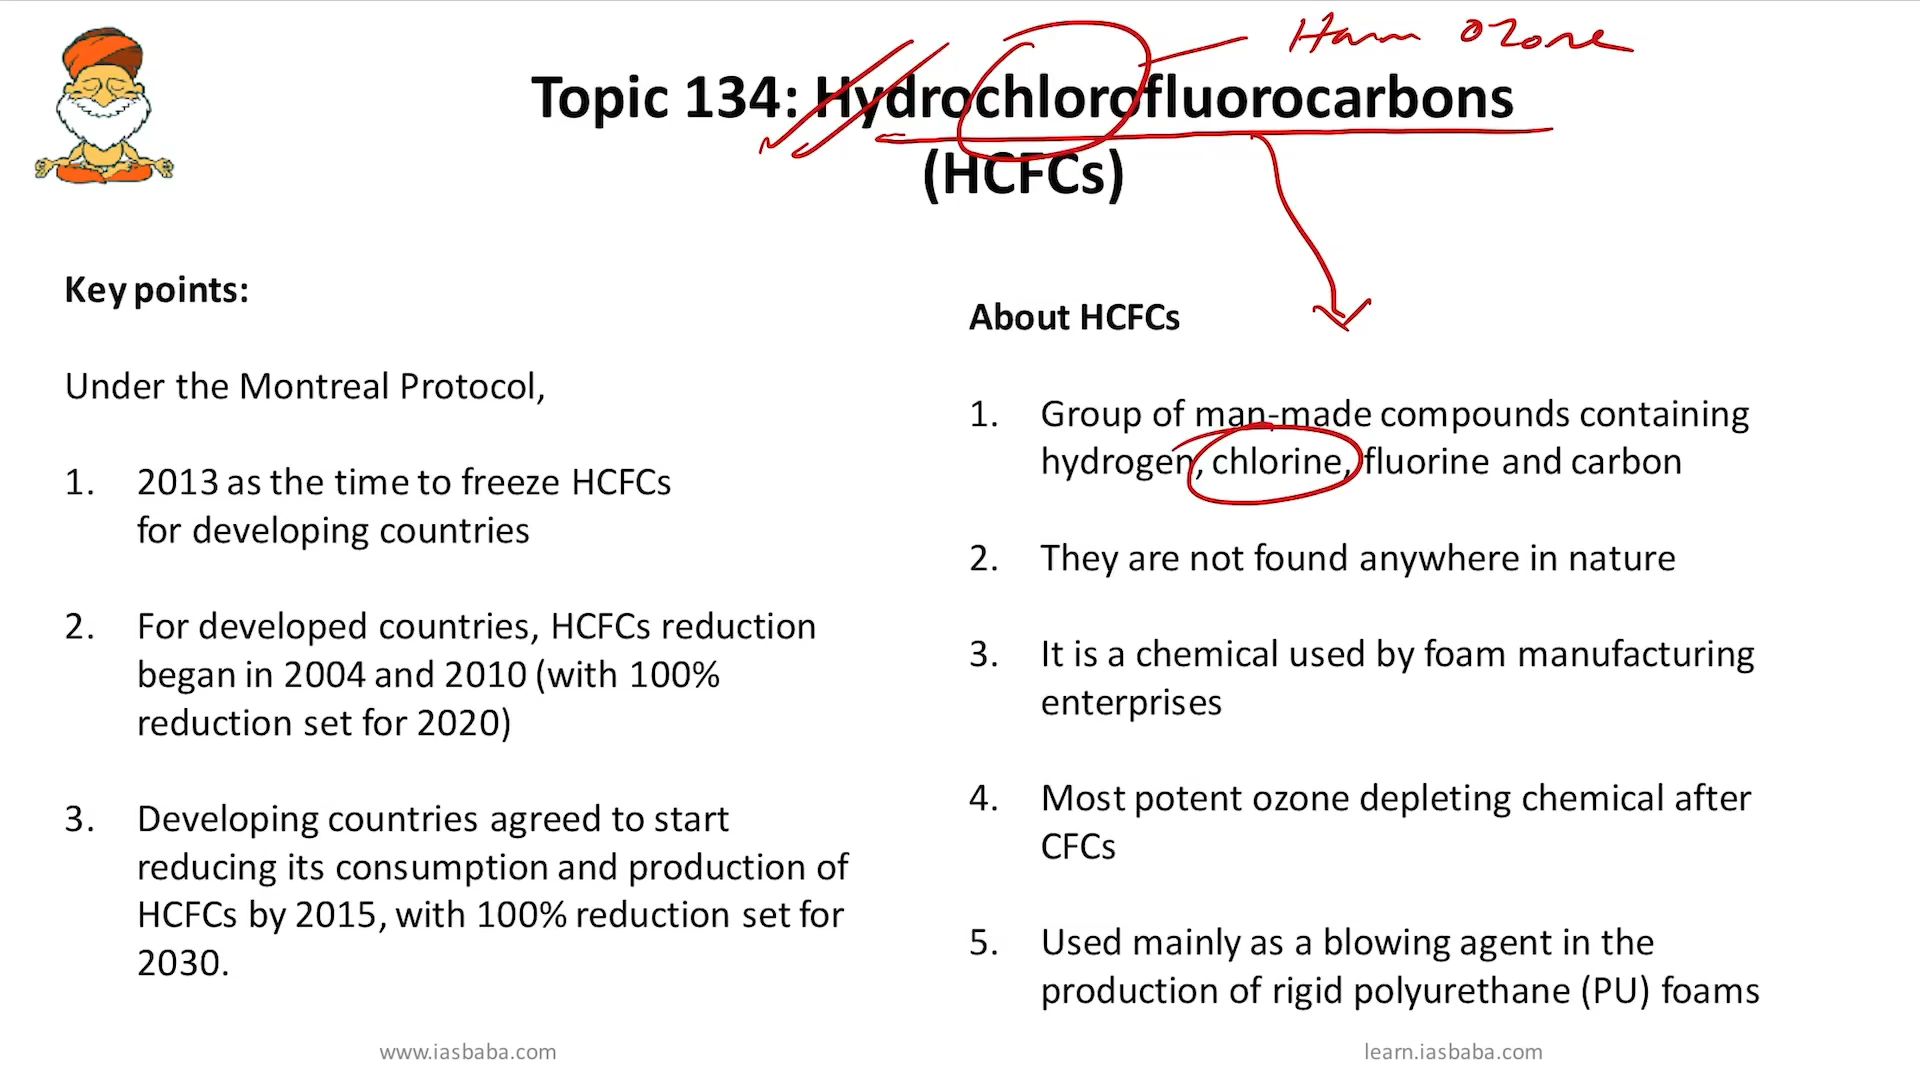 Harm Ozone
Topic 134: Hydrochlorofluorocarbons
(HCFCs)
Key points:
Under the Montreal Protocol,
1. 2013 as the time to freeze HCFCs
for developing countries
2. For developed countries, HCFCs reduction
began in 2004 and 2010 (with 100%
reduction set for 2020)
3. Developing countries agreed to start
reducing its consumption and production of
HCFCs by 2015, with 100% reduction set for
2030.
About HCFCs
1. Group of man-made compounds containing
hydrogen, chlorine, fluorine and carbon
2. They are not found anywhere in nature
3. It is a chemical used by foam manufacturing
enterprises
4. Most potent ozone depleting chemical after
CFCs
5. Used mainly as a blowing agent in the
production of rigid polyurethane (PU) foams
www.iasbaba.com
learn.iasbaba.com